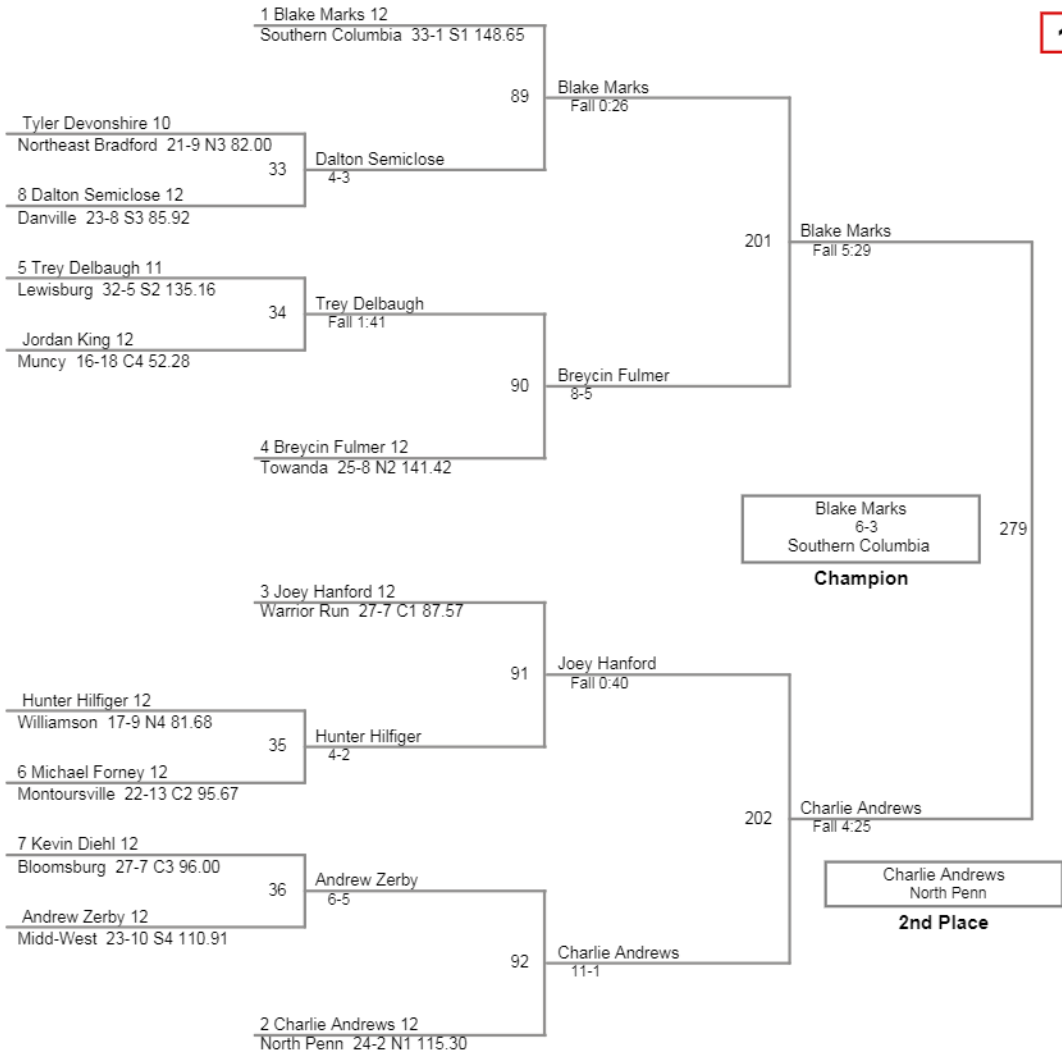 1 Blake Marks 12
Southern Columbia 33-1 S1 148.65
89
Blake Marks
Fall 0:26
Tyler Devonshire 10
Northeast Bradford 21-9 N3 82.00
33
Dalton Semiclose
4-3
8 Dalton Semiclose 12
Danville 23-8 S3 85.92
201
Blake Marks
Fall 5:29
5 Trey Delbaugh 11
Lewisburg 32-5 S2 135.16
34
Trey Delbaugh
Fall 1:41
Jordan King 12
Muncy 16-18 C4 52.28
90
Breycin Fulmer
8-5
4 Breycin Fulmer 12
Towanda 25-8 N2 141.42
Blake Marks
6-3
Southern Columbia
Champion
279
3 Joey Hanford 12
Warrior Run 27-7 C1 87.57
91
Joey Hanford
Fall 0:40
Hunter Hilfiger 12
Williamson 17-9 N4 81.68
35
Hunter Hilfiger
4-2
6 Michael Forney 12
Montoursville 22-13 C2 95.67
202
Charlie Andrews
Fall 4:25
7 Kevin Diehl 12
Bloomsburg 27-7 C3 96.00
36
Andrew Zerby
6-5
Andrew Zerby 12
Midd-West 23-10 S4 110.91
Charlie Andrews
North Penn
2nd Place
92
Charlie Andrews
11-1
2 Charlie Andrews 12
North Penn 24-2 N1 115.30